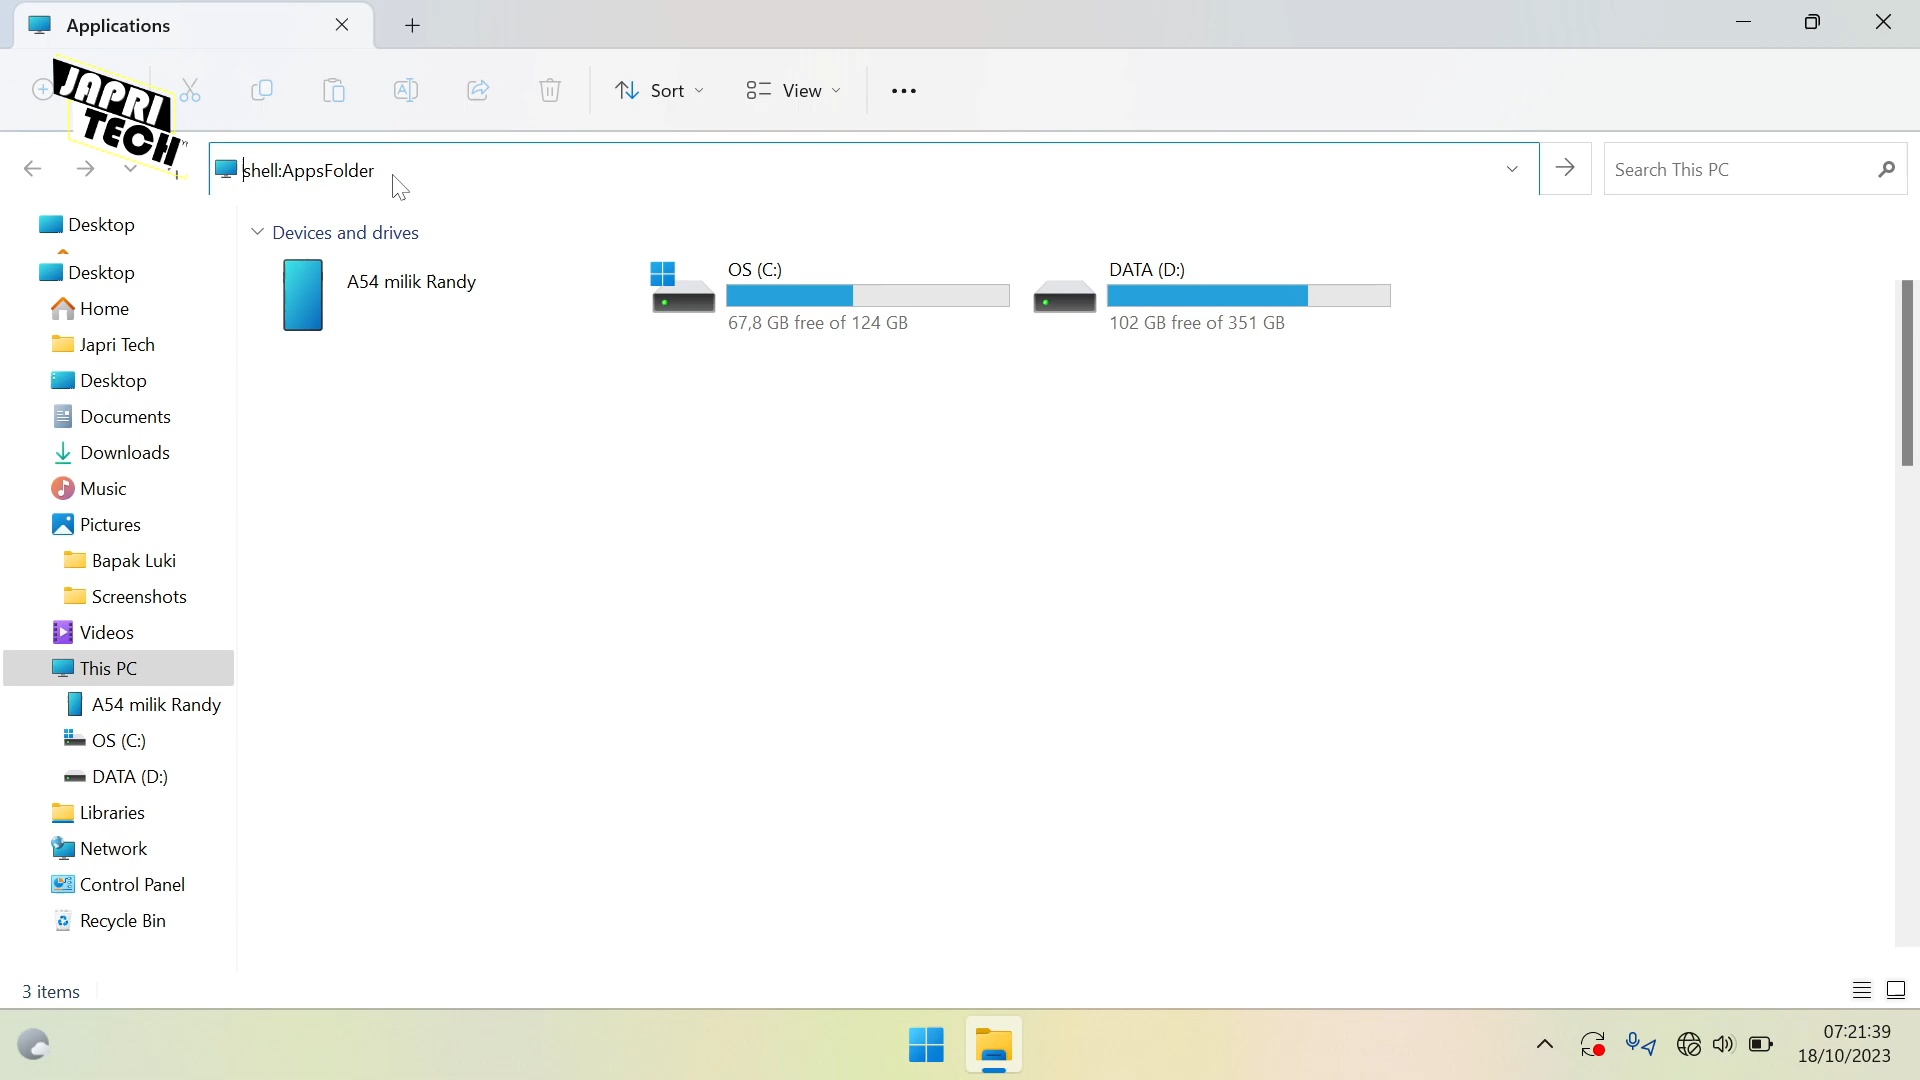 Applications
JAPRI
TECH
Sort
View
shell:AppsFolder
Search This PC
Desktop
Desktop
Home
Japri Tech
Desktop
Documents
Downloads
Music
Pictures
Bapak Luki
Screenshots
Videos
This PC
A54 milik Randy
OS (C:)
DATA (D:)
Libraries
Network
Control Panel
Recycle Bin
Devices and drives
A54 milik Randy
OS (C:)
67,8 GB free of 124 GB
DATA (D:)
102 GB free of 351 GB
3 items
07:21:39
18/10/2023